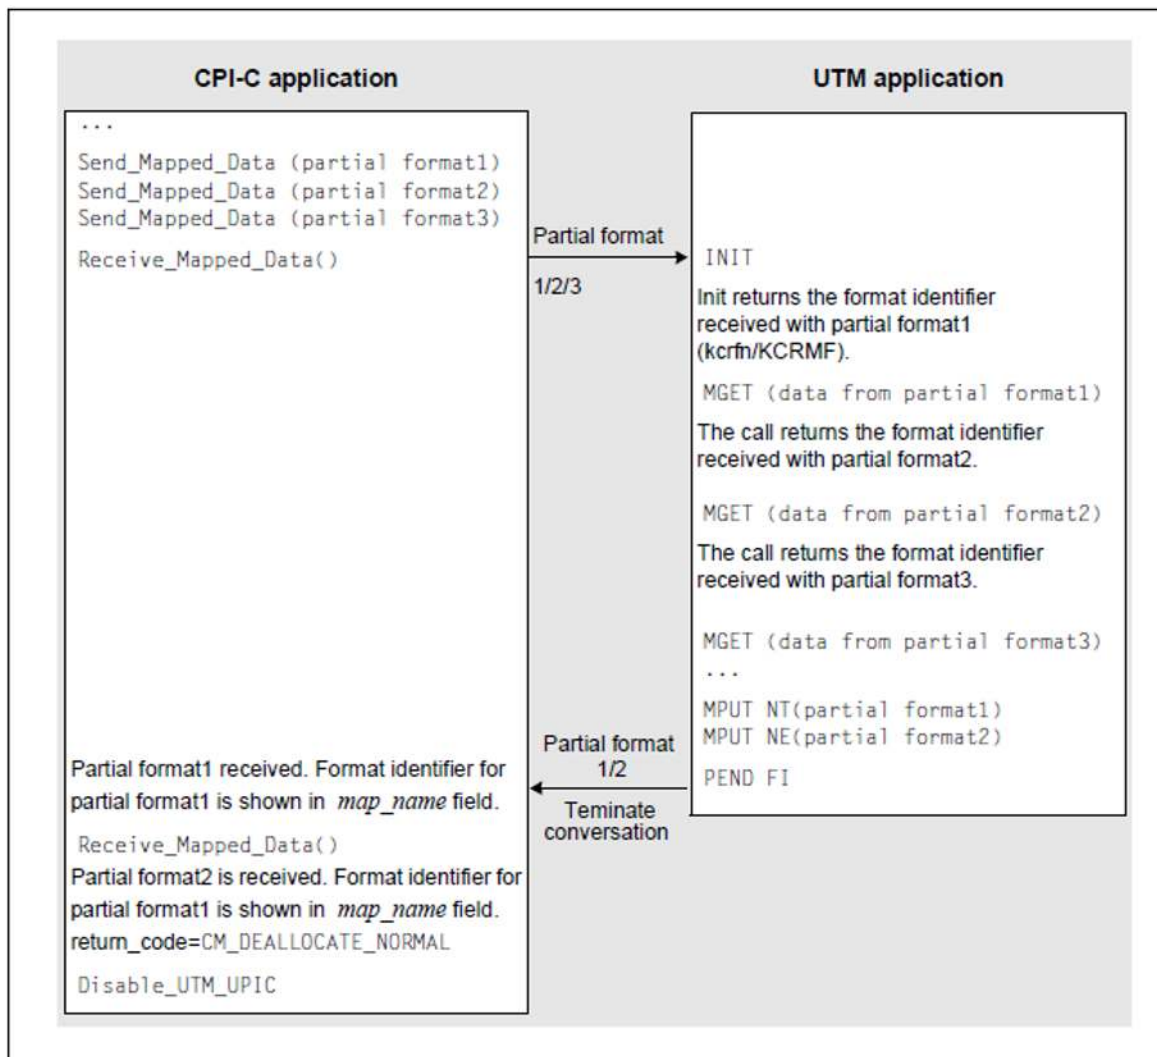 CPI-C application
...
Send_Mapped_Data (partial format1)
Send_Mapped_Data (partial format2)
Send_Mapped_Data (partial format3)
Receive_Mapped_Data()
Partial format1 received. Format identifier for
partial format1 is shown in map_name field.
Receive_Mapped_Data()
Partial format2 is received. Format identifier for
partial format1 is shown in map_name field.
return_code=CM_DEALLOCATE_NORMAL
Disable_UTM_UPIC
Partial format
1/2/3
Partial format
1/2
Teminate
conversation
UTM application
INIT
Init returns the format identifier
received with partial format1
(kcrfn/KCRMF).
MGET (data from partial format1)
The call returns the format identifier
received with partial format2.
MGET (data from partial format2)
The call returns the format identifier
received with partial format3.
MGET (data from partial format3)
...
MPUT NT(partial format1)
MPUT NE(partial format2)
PEND FI